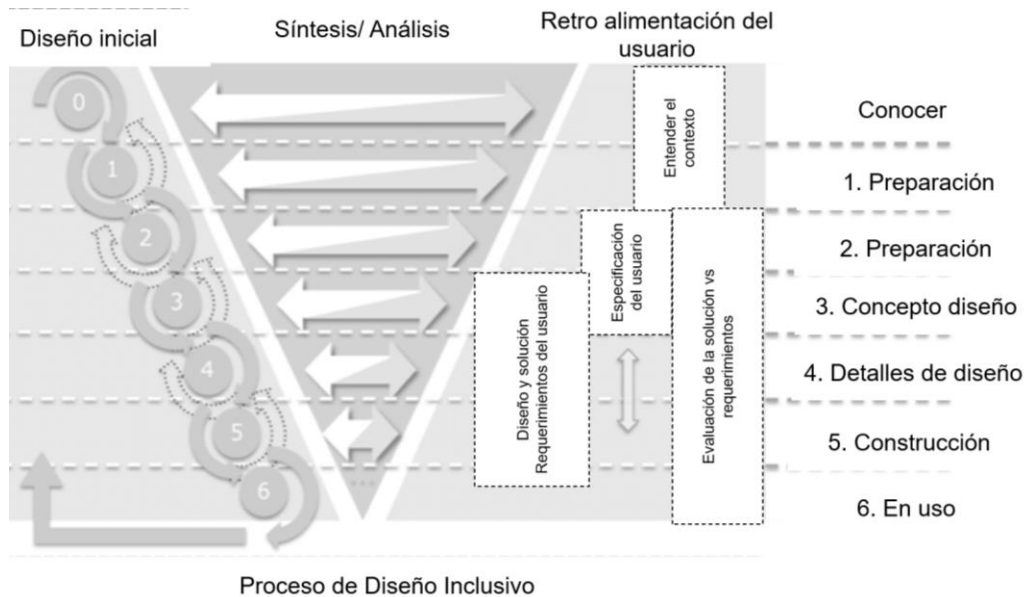 Diseño inicial
Síntesis/ Análisis
Retro alimentación del
usuario
0
1
2
3
4
5
6
Entender el
contexto
Especificación
del usuario
Diseño y solución
Requerimientos del usuario
Evaluación de la solución vs
requerimientos
...
Conocer
1. Preparación
2. Preparación
3. Concepto diseño
4. Detalles de diseño
5. Construcción
6. En uso
Proceso de Diseño Inclusivo